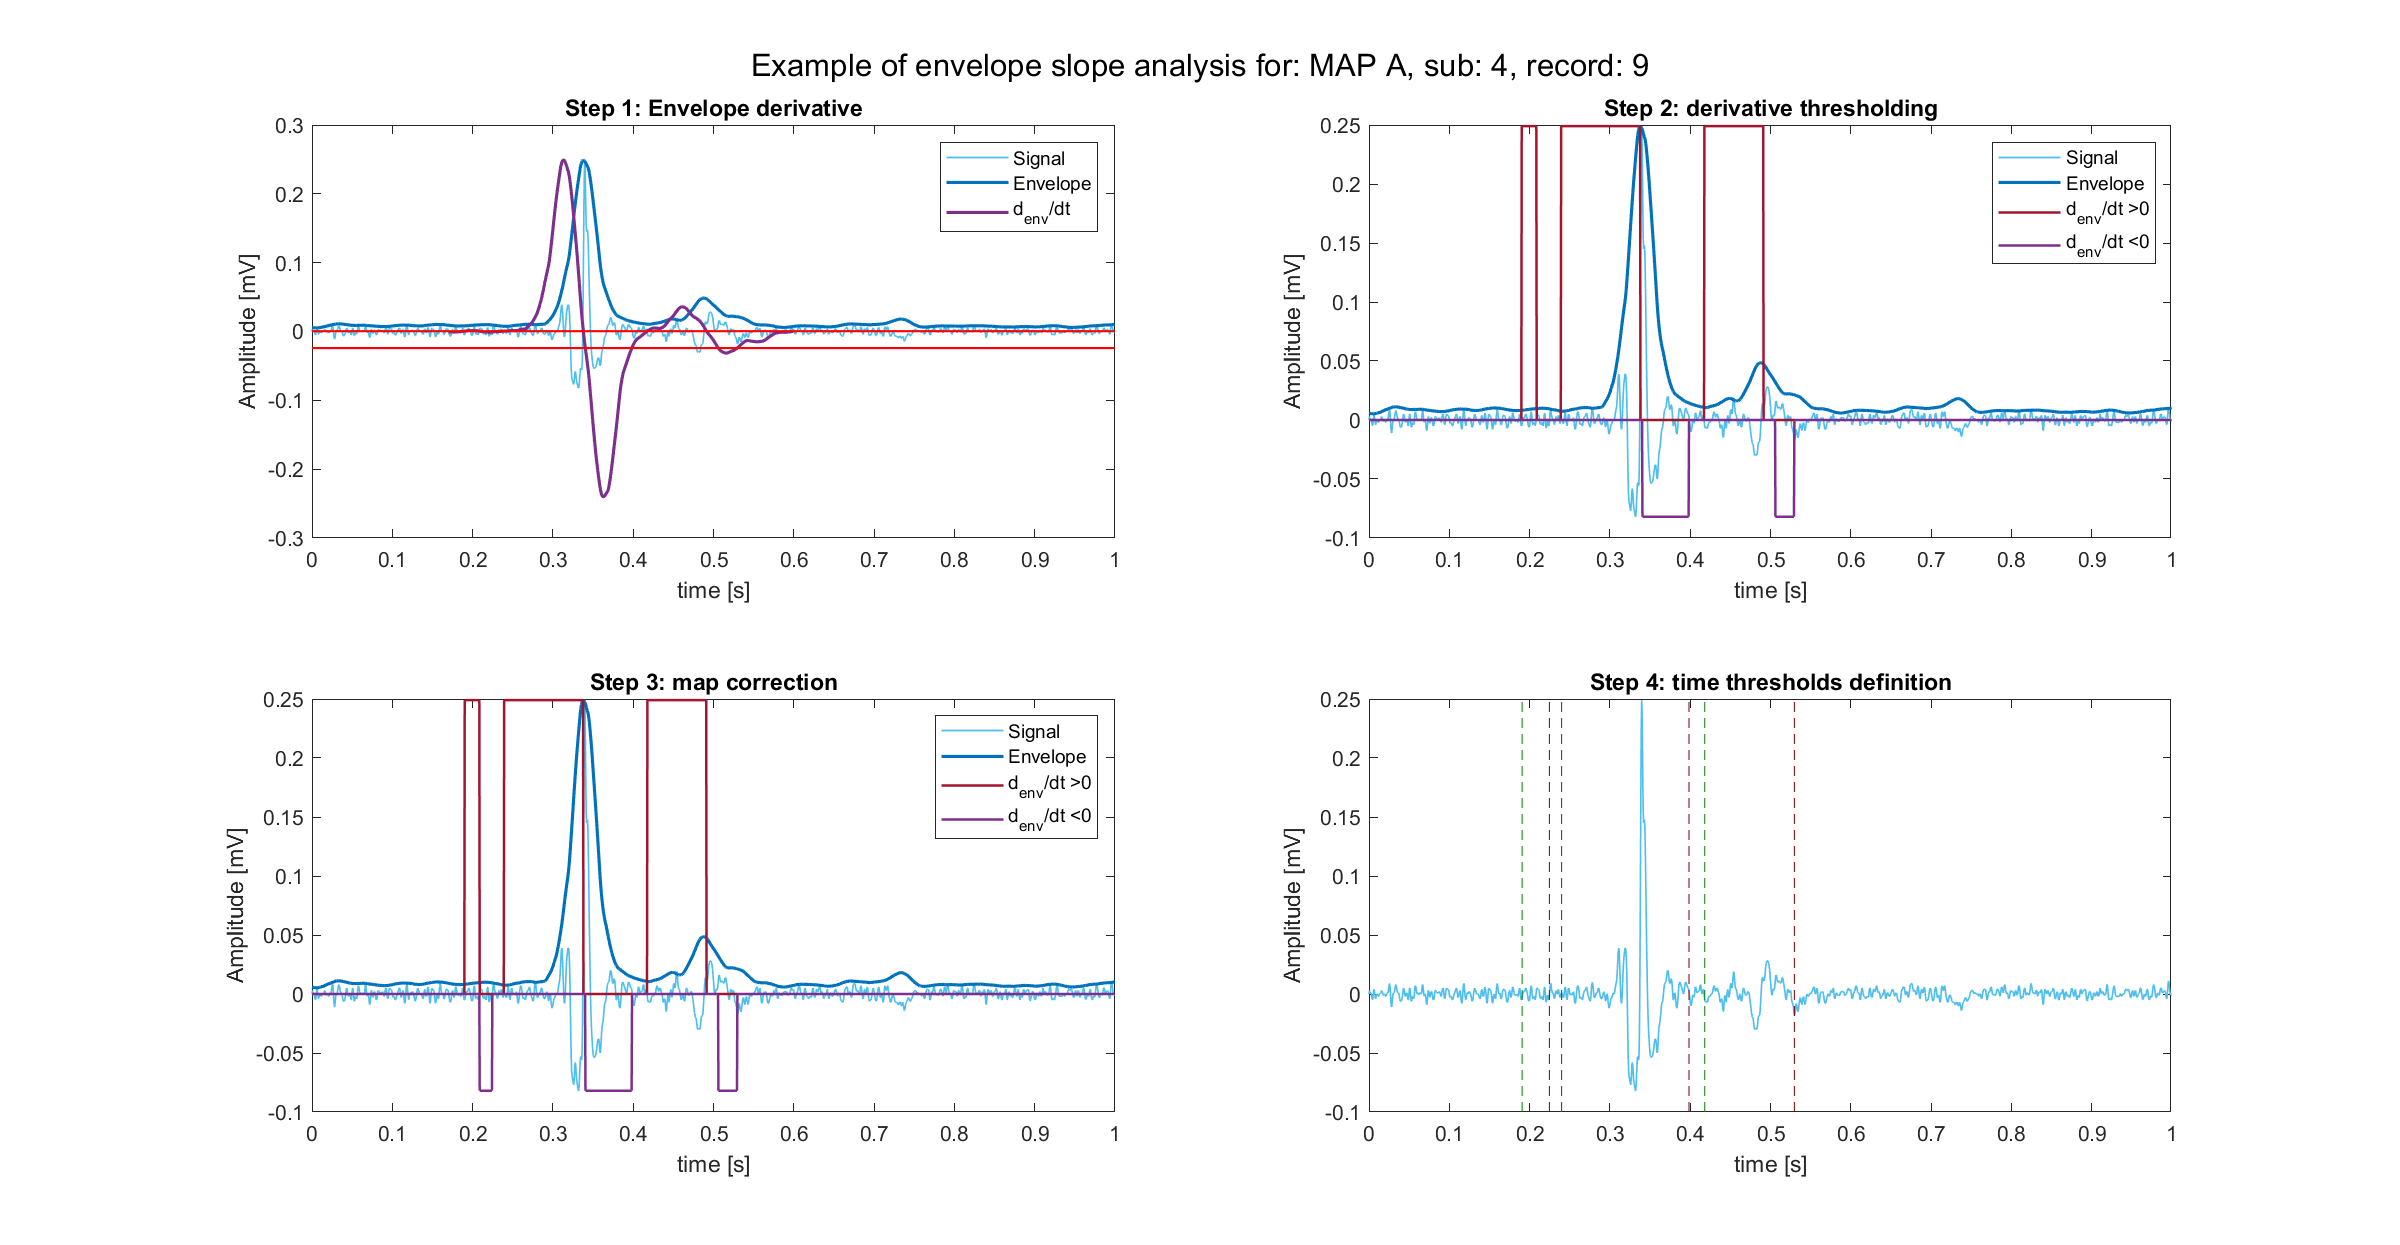 Example of envelope slope analysis for: MAP A, sub: 4, record: 9
Step 1: Envelope derivative
0.3
0.2
0.1
0
-0.1
-0.2
-0.3
Amplitude [mV]
Signal
Envelope
d_env/dt
0 0.1 0.2 0.3 0.4 0.5 0.6 0.7 0.8 0.9 1
time [s]
Step 2: derivative thresholding
0.25
0.2
0.15
0.1
0.05
0
-0.05
-0.1
Amplitude [mV]
Signal
Envelope
d_env/dt >0
d_env/dt <0
0 0.1 0.2 0.3 0.4 0.5 0.6 0.7 0.8 0.9 1
time [s]
Step 3: map correction
0.25
0.2
0.15
0.1
0.05
0
-0.05
-0.1
Amplitude [mV]
Signal
Envelope
d_env/dt >0
d_env/dt <0
0 0.1 0.2 0.3 0.4 0.5 0.6 0.7 0.8 0.9 1
time [s]
Step 4: time thresholds definition
0.25
0.2
0.15
0.1
0.05
0
-0.05
-0.1
Amplitude [mV]
0 0.1 0.2 0.3 0.4 0.5 0.6 0.7 0.8 0.9 1
time [s]